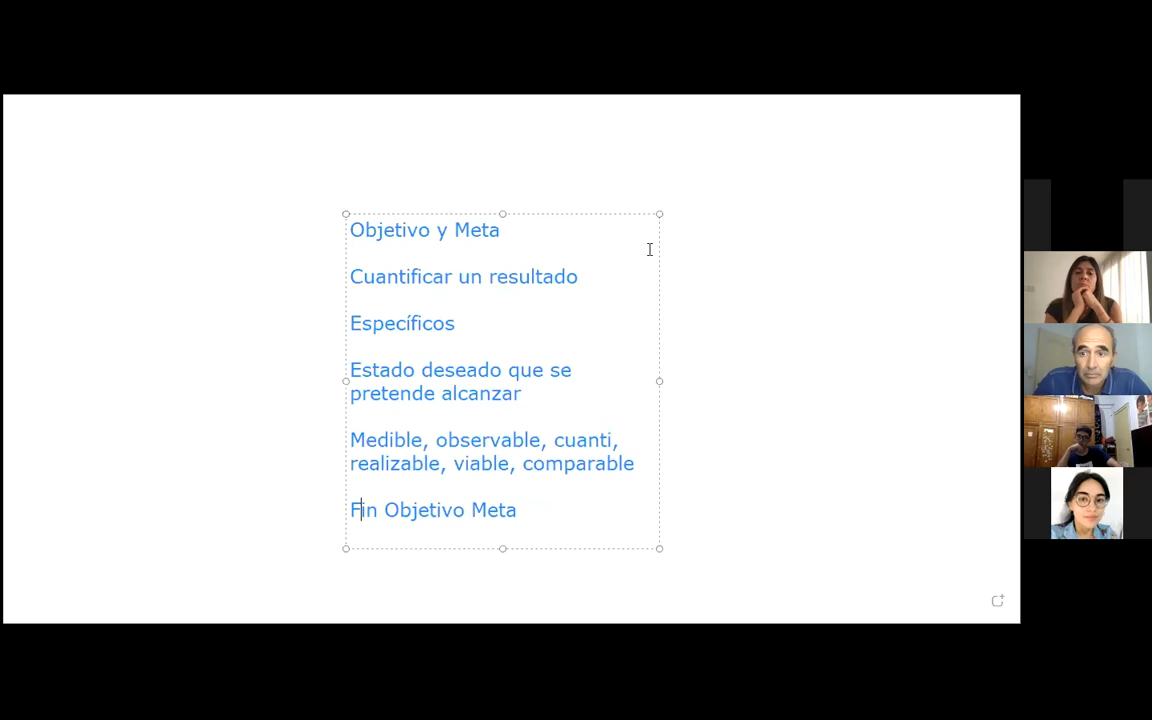 Objetivo y Meta
Cuantificar un resultado
Específicos
Estado deseado que se
pretende alcanzar
Medible, observable, cuanti,
realizable, viable, comparable
Fin Objetivo Meta